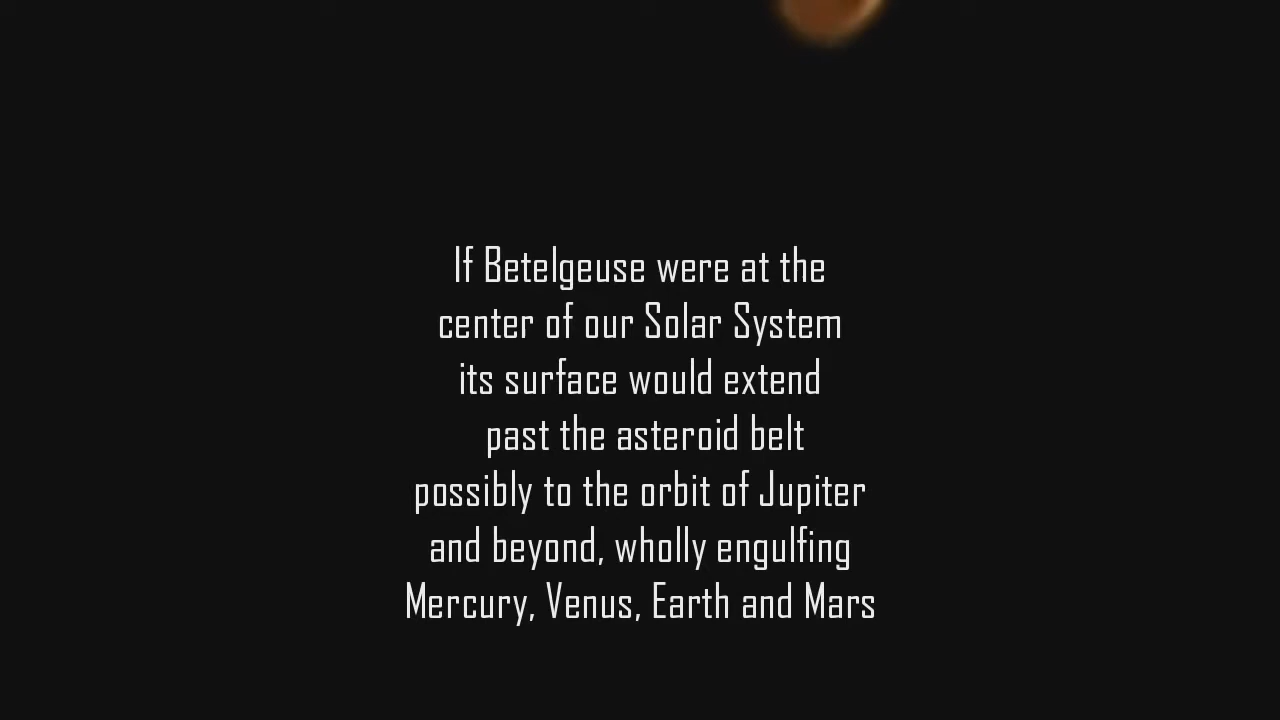 If Betelgeuse were at the
center of our Solar System
its surface would extend
past the asteroid belt
possibly to the orbit of Jupiter
and beyond, wholly engulfing
Mercury, Venus, Earth and Mars